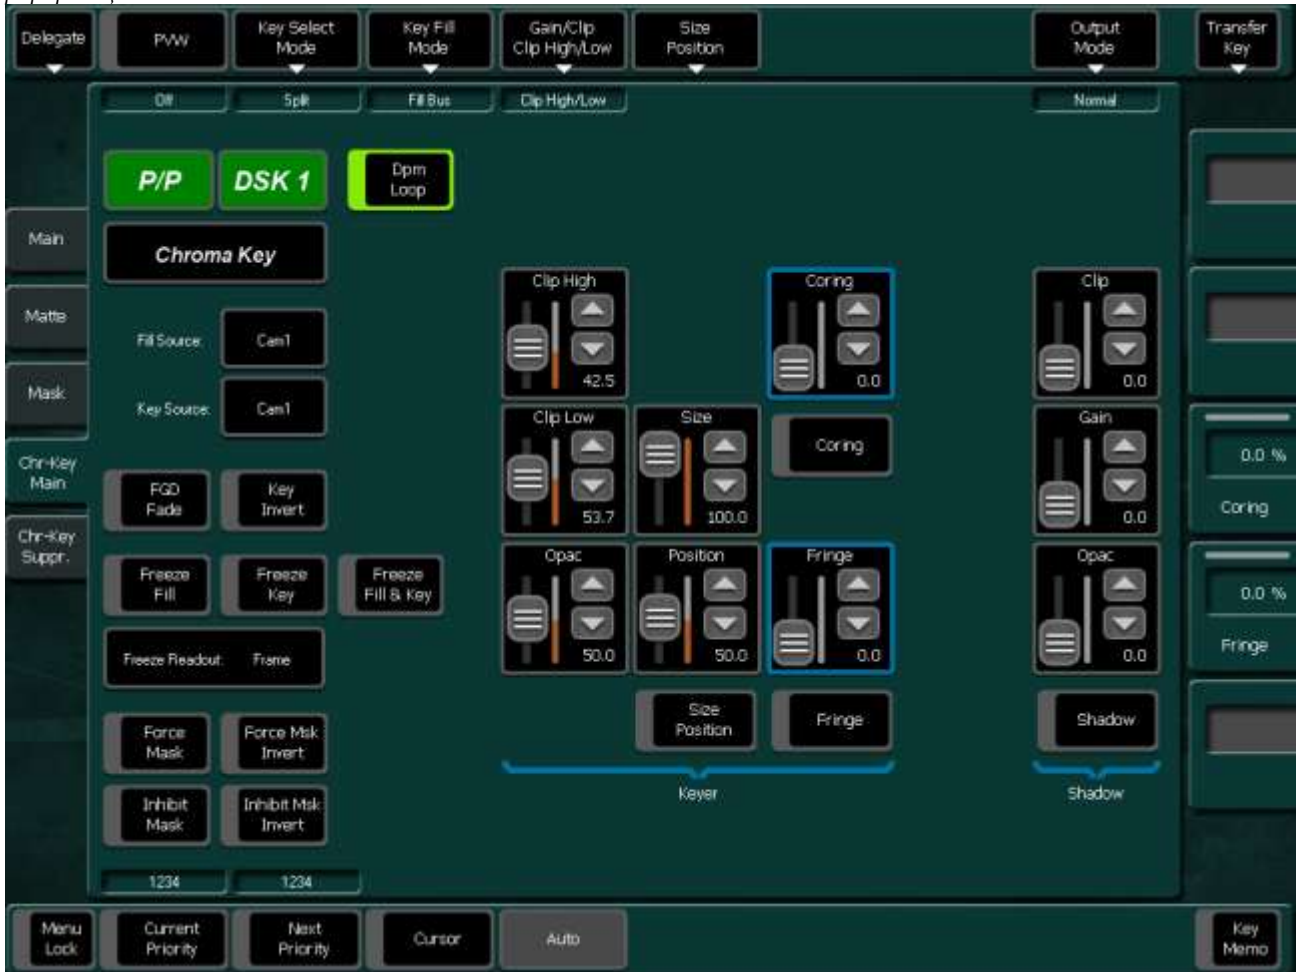 Delegate
PVW
Key Select
Mode
Key Fill
Mode
Gain/Clip
Clip High/Low
Size
Position
Output
Mode
Transfer
Key
Off
Split
Fill Bus
Clip High/Low
Normal
P/P
DSK 1
Dpm
Loop
Main
Chroma Key
Matte
Fill Source:
Cam1
Mask
Key Source:
Cam1
Chr-Key
Main
Chr-Key
Suppr.
FGD
Fade
Key
Invert
Freeze
Fill
Freeze
Key
Freeze
Fill & Key
Freeze Readout:
Frame
Force
Mask
Force Msk
Invert
Inhibit
Mask
Inhibit Msk
Invert
1234
1234
Clip High
42.5
Coring
0.0
Clip
0.0
Clip Low
53.7
Size
100.0
Coring
Gain
0.0
Opac
50.0
Position
50.0
Fringe
0.0
Opac
0.0
Size
Position
Fringe
Shadow
Keyer
Shadow
0.0 %
Coring
0.0 %
Fringe
Menu
Lock
Current
Priority
Next
Priority
Cursor
Auto
Key
Memo